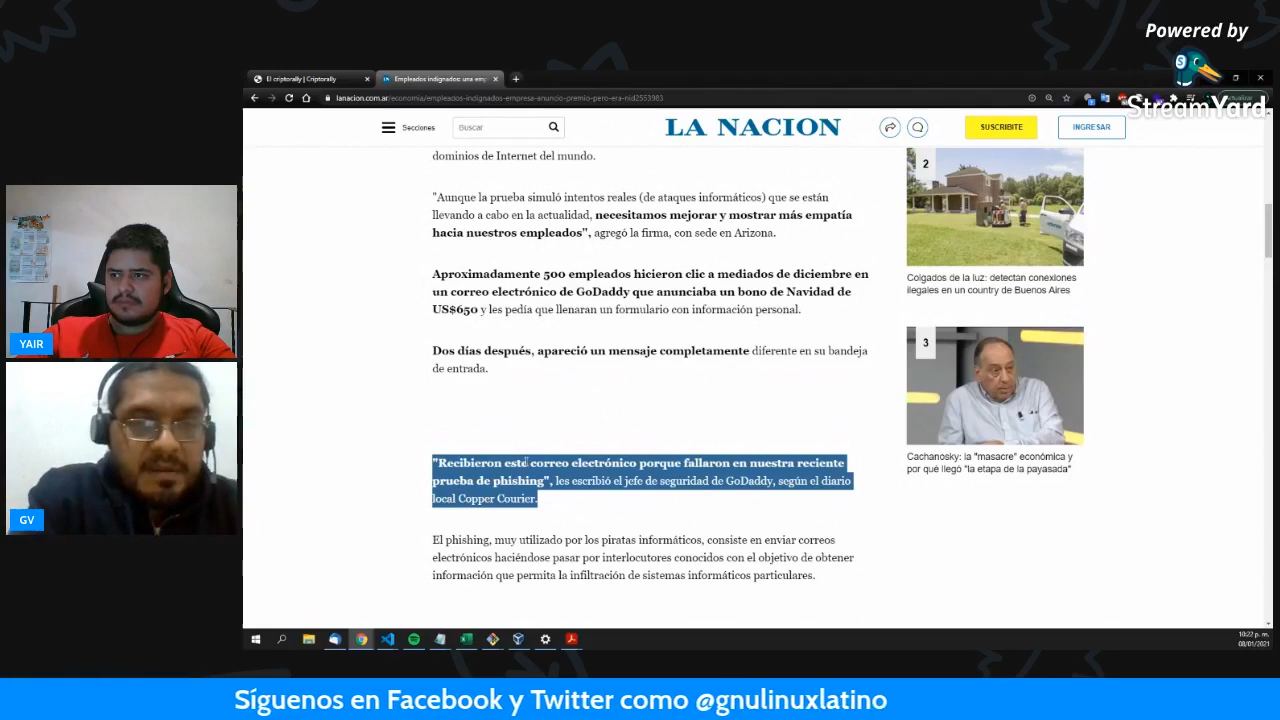 Powered by
StreamYard
El criptorally | Criptorally
Empleados indignados: una emp
lanacion.com.ar/economia/empleados-indignados-empresa-anuncio-premio-pero-era-nid2553983
Secciones
Buscar
LA NACION
SUSCRIBITE
INGRESAR
dominios de Internet del mundo.
"Aunque la prueba simuló intentos reales (de ataques informáticos) que se están
llevando a cabo en la actualidad, necesitamos mejorar y mostrar más empatía
hacia nuestros empleados", agregó la firma, con sede en Arizona.
Aproximadamente 500 empleados hicieron clic a mediados de diciembre en
un correo electrónico de GoDaddy que anunciaba un bono de Navidad de
US$650 y les pedía que llenaran un formulario con información personal.
Dos días después, apareció un mensaje completamente diferente en su bandeja
de entrada.
"Recibieron este correo electrónico porque fallaron en nuestra reciente
prueba de phishing", les escribió el jefe de seguridad de GoDaddy, según el diario
local Copper Courier.
El phishing, muy utilizado por los piratas informáticos, consiste en enviar correos
electrónicos haciéndose pasar por interlocutores conocidos con el objetivo de obtener
información que permita la infiltración de sistemas informáticos particulares.
2
Colgados de la luz: detectan conexiones
ilegales en un country de Buenos Aires
3
Cachanosky: la "masacre" económica y
por qué llegó "la etapa de la payasada"
YAIR
GV
10:22 p. m.
08/01/2021
Síguenos en Facebook y Twitter como @gnulinuxlatino